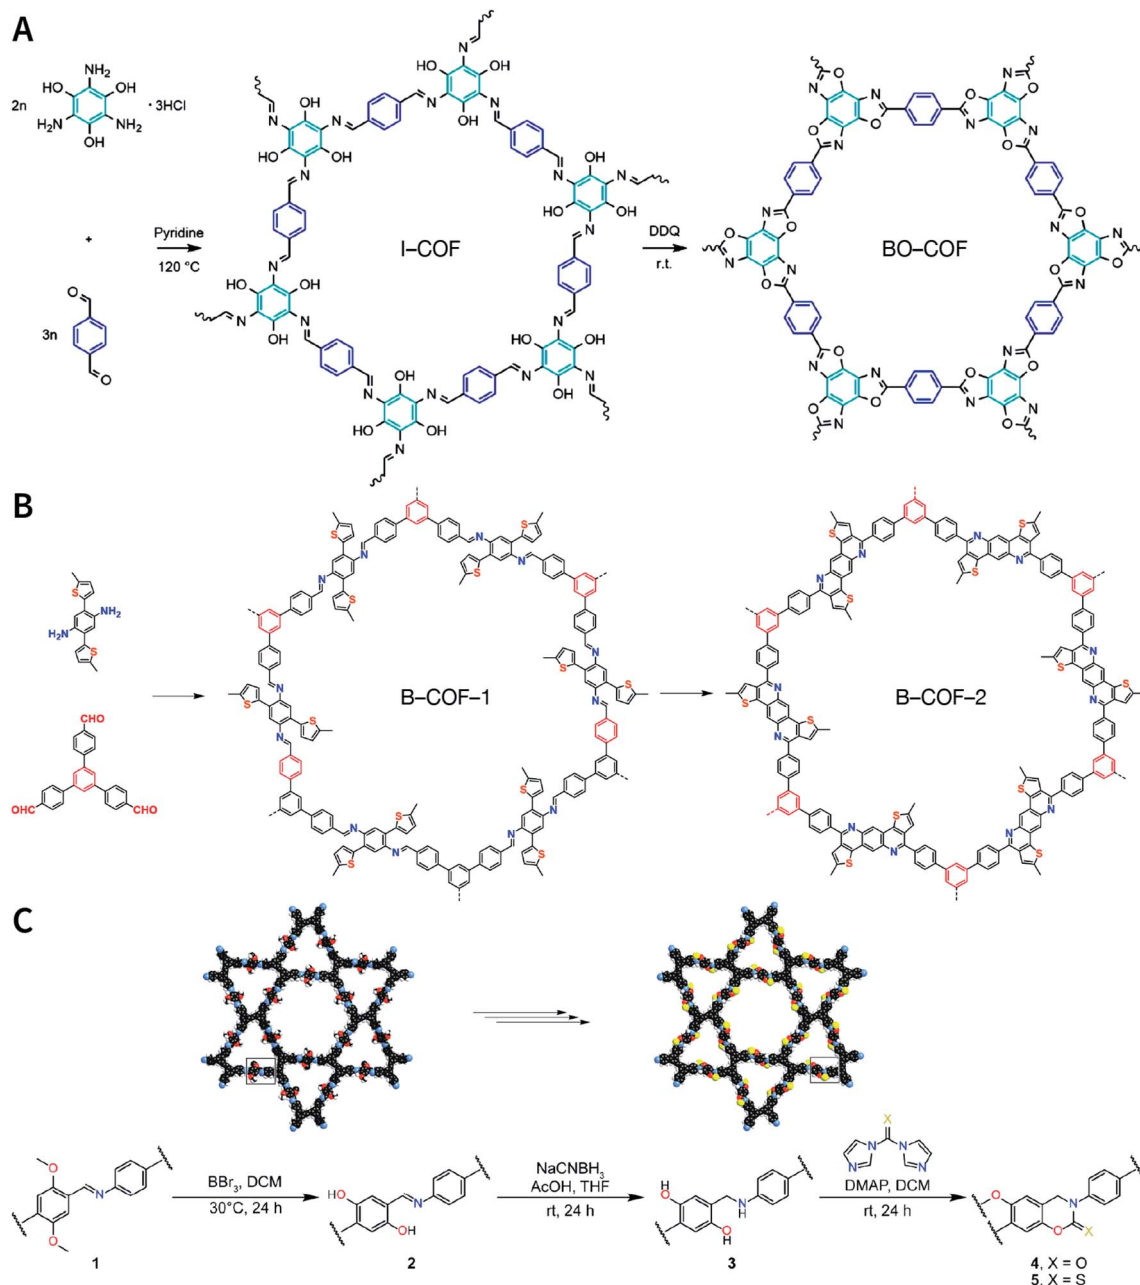 A
2n
NH2
HO
OH
H2N
NH2
OH
· 3HCl
+
3n
O
O
Pyridine
120 °C
I–COF
DDQ
r.t.
BO–COF
B
S
NH2
H2N
S
CHO
OHC
CHO
B–COF–1
B–COF–2
C
O
N
O
1
BBr3, DCM
30°C, 24 h
HO
N
OH
2
NaCNBH3
AcOH, THF
rt, 24 h
H
O
N
H
O
H
3
X
N
N
N
N
DMAP, DCM
rt, 24 h
O
N
O
X
4, X = O
5, X = S